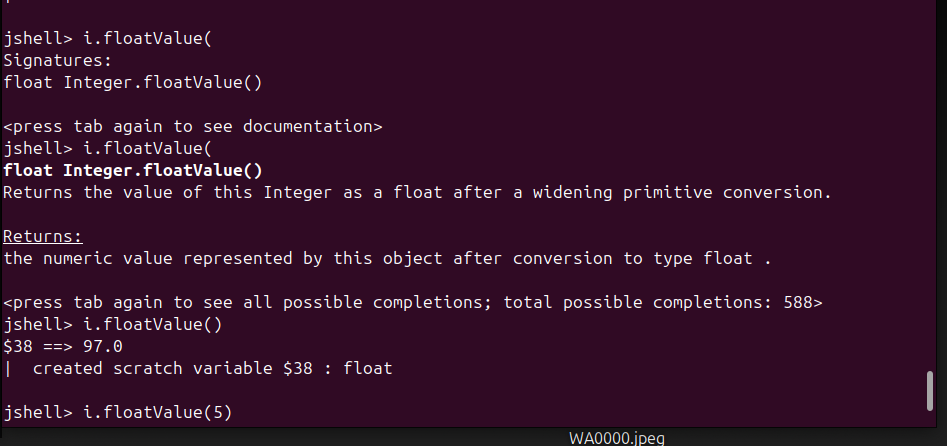 jshell> i.floatValue(
Signatures:
float Integer.floatValue()
<press tab again to see documentation>
jshell> i.floatValue(
float Integer.floatValue()
Returns the value of this Integer as a float after a widening primitive conversion.
Returns:
the numeric value represented by this object after conversion to type float .
<press tab again to see all possible completions; total possible completions: 588>
jshell> i.floatValue()
$38 ==> 97.0
|  created scratch variable $38 : float
jshell> i.floatValue(5)
WA0000.jpeg